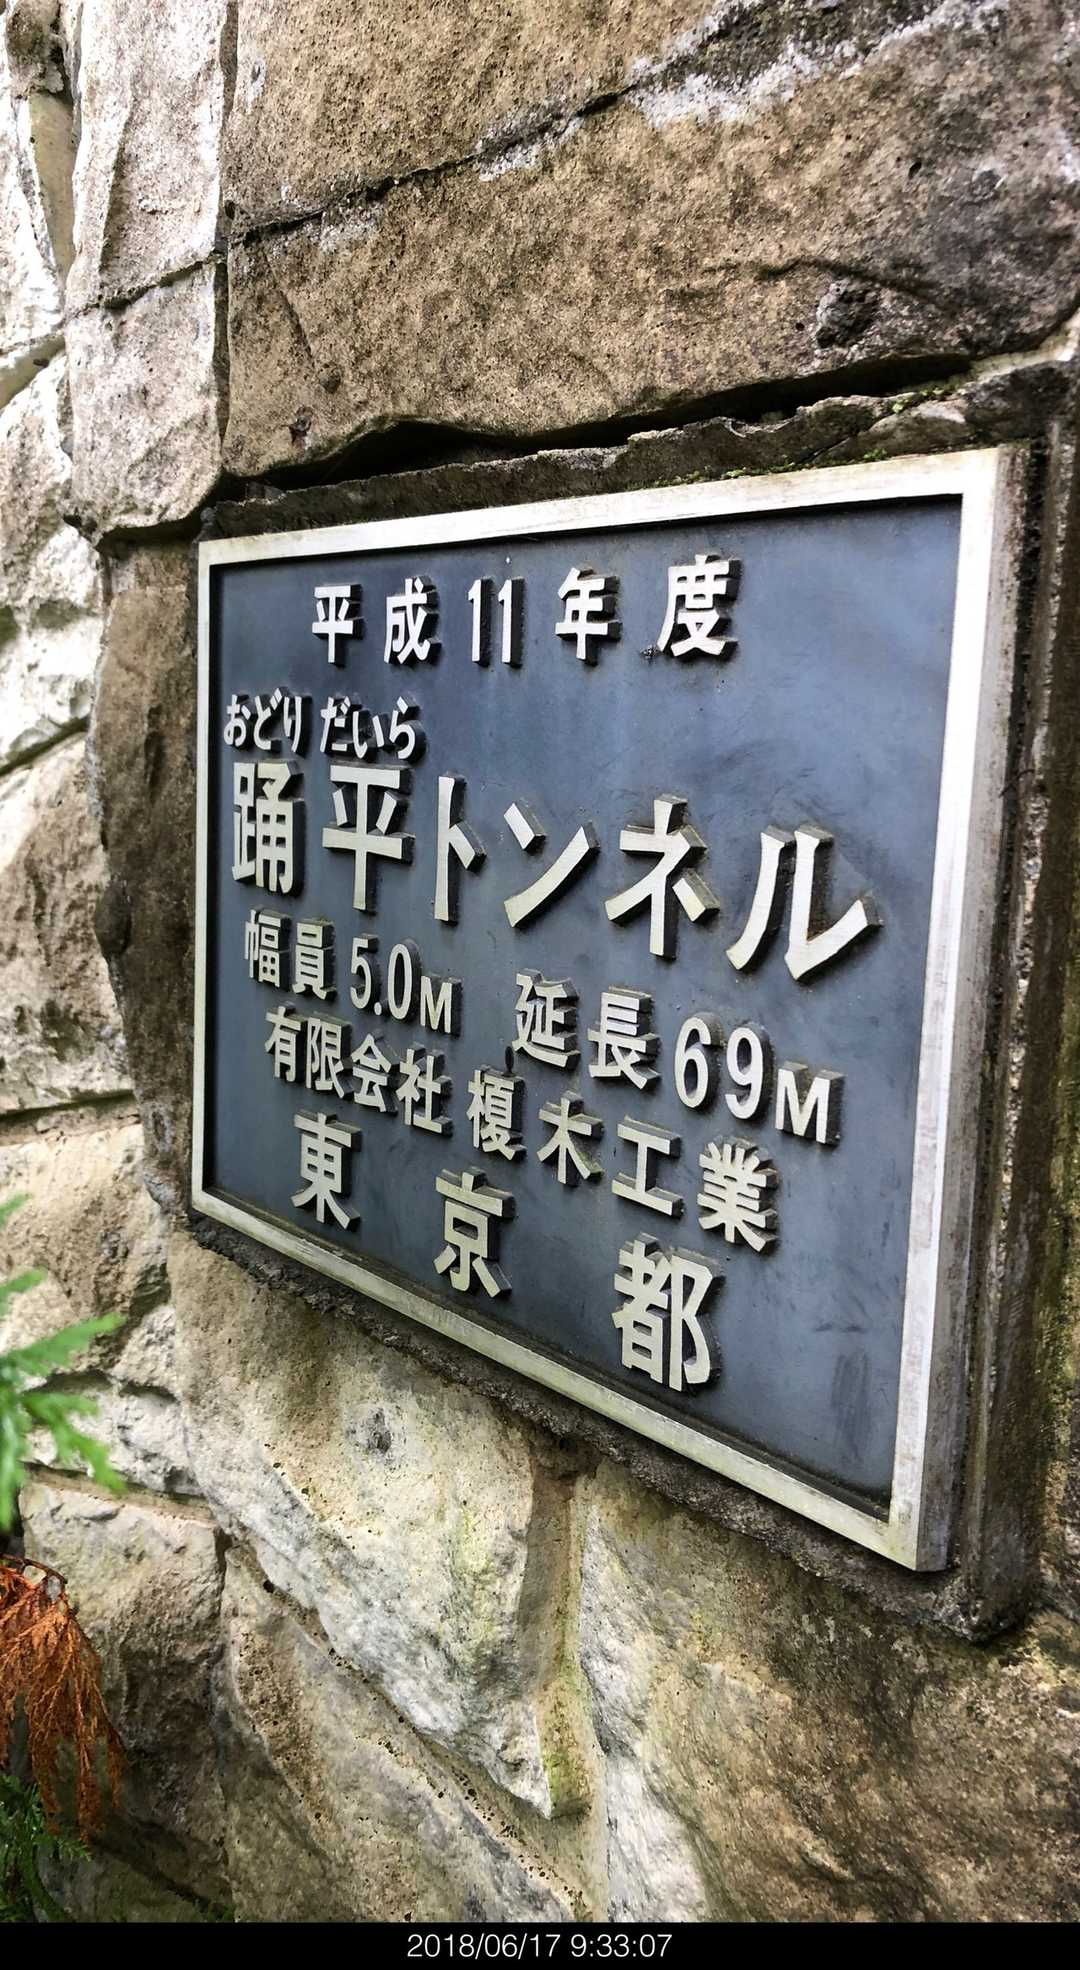 平成11年度
おどりだいら
踊平トンネル
幅員 5.0M 延長 69M
有限会社 榎木工業
東京都
2018/06/17 9:33:07